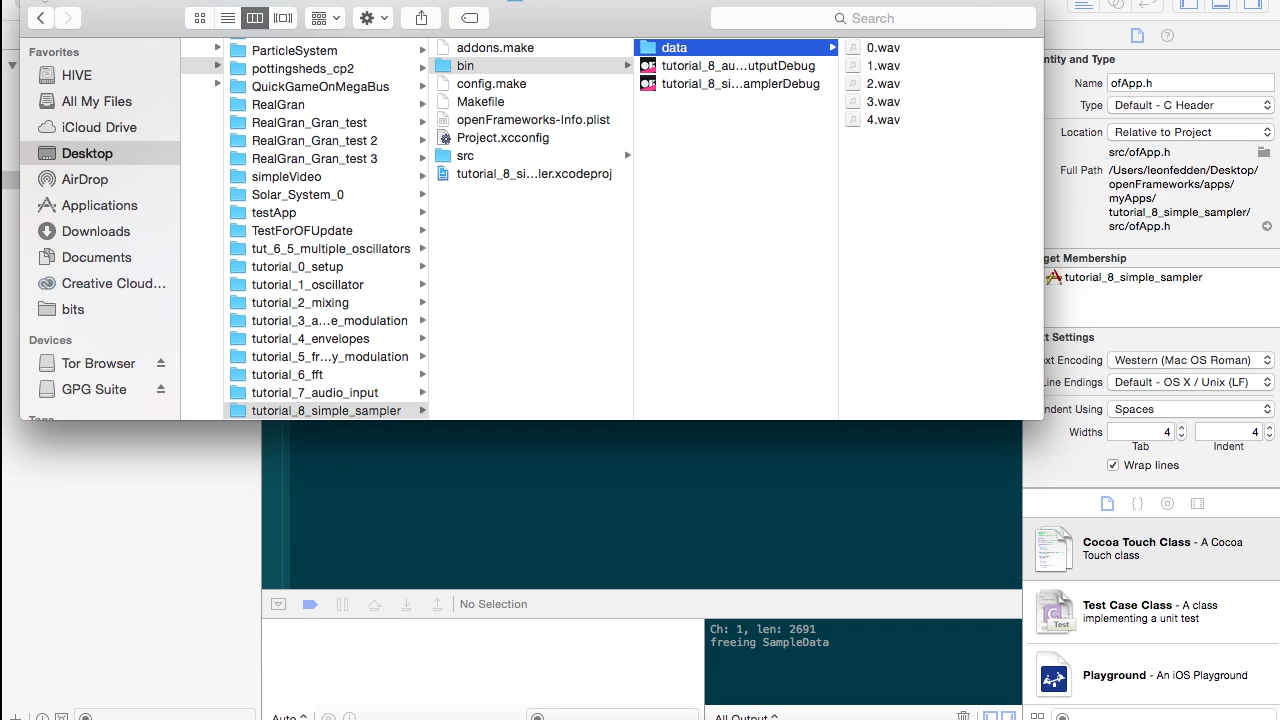 Search
Favorites
HIVE
All My Files
iCloud Drive
Desktop
AirDrop
Applications
Downloads
Documents
Creative Cloud...
bits
Devices
Tor Browser
GPG Suite
ParticleSystem
pottingsheds_cp2
QuickGameOnMegaBus
RealGran
RealGran_Gran_test
RealGran_Gran_test 2
RealGran_Gran_test 3
simpleVideo
Solar_System_0
testApp
TestForOFUpdate
tut_6_5_multiple_oscillators
tutorial_0_setup
tutorial_1_oscillator
tutorial_2_mixing
tutorial_3_a...e_modulation
tutorial_4_envelopes
tutorial_5_fr...y_modulation
tutorial_6_fft
tutorial_7_audio_input
tutorial_8_simple_sampler
addons.make
bin
config.make
Makefile
openFrameworks-Info.plist
Project.xcconfig
src
tutorial_8_si...ler.xcodeproj
data
tutorial_8_au...utputDebug
tutorial_8_si...amplerDebug
0.wav
1.wav
2.wav
3.wav
4.wav
ntity and Type
Name ofApp.h
Type Default - C Header
Location Relative to Project
src/ofApp.h
Full Path /Users/leonfedden/Desktop/
openFrameworks/apps/
myApps/
tutorial_8_simple_sampler/
src/ofApp.h
get Membership
tutorial_8_simple_sampler
t Settings
ext Encoding Western (Mac OS Roman)
Line Endings Default - OS X / Unix (LF)
ndent Using Spaces
Widths 4 4
Tab Indent
Wrap lines
Cocoa Touch Class - A Cocoa
Touch class
Test Case Class - A class
implementing a unit test
Test
Playground - An iOS Playground
No Selection
Ch: 1, len: 2691
freeing SampleData
Auto
All Output